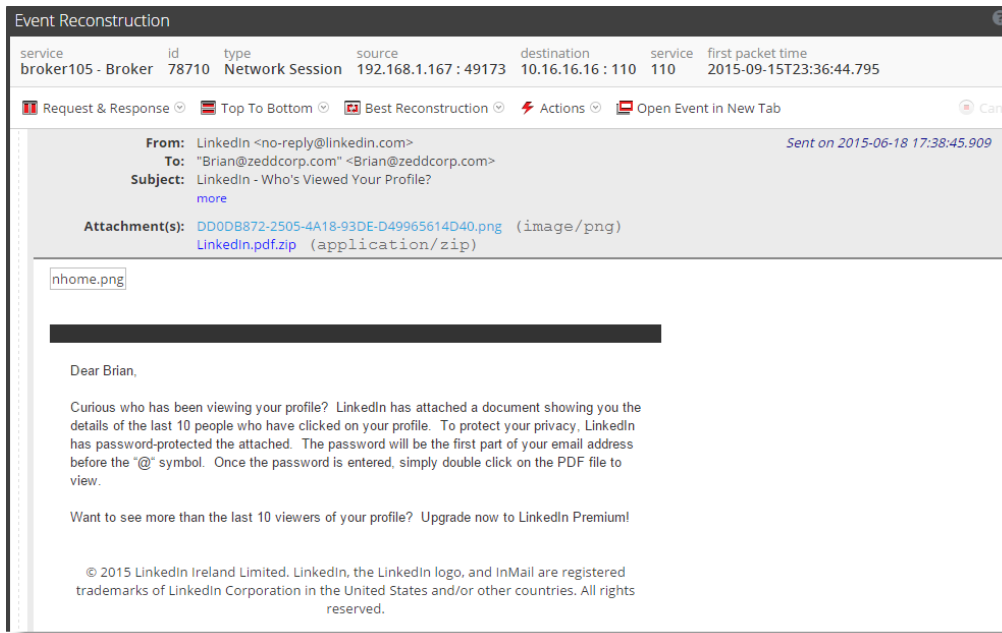 Event Reconstruction
service id type source destination service first packet time
broker105 - Broker 78710 Network Session 192.168.1.167 : 49173 10.16.16.16 : 110 110 2015-09-15T23:36:44.795
Request & Response Top To Bottom Best Reconstruction Actions Open Event in New Tab
From: LinkedIn <no-reply@linkedin.com> Sent on 2015-06-18 17:38:45.909
To: "Brian@zeddcorp.com" <Brian@zeddcorp.com>
Subject: LinkedIn - Who's Viewed Your Profile?
more
Attachment(s): DD0DB872-2505-4A18-93DE-D49965614D40.png (image/png)
LinkedIn.pdf.zip (application/zip)
nhome.png
Dear Brian,
Curious who has been viewing your profile? LinkedIn has attached a document showing you the
details of the last 10 people who have clicked on your profile. To protect your privacy, LinkedIn
has password-protected the attached. The password will be the first part of your email address
before the “@“ symbol. Once the password is entered, simply double click on the PDF file to
view.
Want to see more than the last 10 viewers of your profile? Upgrade now to LinkedIn Premium!
© 2015 LinkedIn Ireland Limited. LinkedIn, the LinkedIn logo, and InMail are registered
trademarks of LinkedIn Corporation in the United States and/or other countries. All rights
reserved.